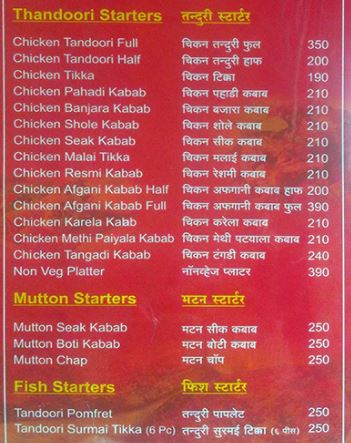 Thandoori Starters तन्दुरी स्टार्टर
Chicken Tandoori Full चिकन तन्दुरी फुल 350
Chicken Tandoori Half चिकन तन्दुरी हाफ 200
Chicken Tikka चिकन टिक्का 190
Chicken Pahadi Kabab चिकन पहाडी कबाब 210
Chicken Banjara Kabab चिकन बजारा कबाब 210
Chicken Shole Kabab चिकन शोले कबाब 210
Chicken Seak Kabab चिकन सीक कबाब 210
Chicken Malai Tikka चिकन मलाई कबाब 210
Chicken Resmi Kabab चिकन रेशमी कबाब 210
Chicken Afgani Kabab Half चिकन अफगानी कबाब हाफ 200
Chicken Afgani Kabab Full चिकन अफगानी कबाब फुल 390
Chicken Karela Kabab चिकन करेला कबाब 210
Chicken Methi Paiyala Kabab चिकन मेथी पटयाला कबाब 210
Chicken Tangadi Kabab चिकन टंगडी कबाब 240
Non Veg Platter नॉनव्हेज प्लाटर 390
Mutton Starters मटन स्टार्टर
Mutton Seak Kabab मटन सीक कबाब 250
Mutton Boti Kabab मटन बोटी कबाब 250
Mutton Chap मटन चॉप 250
Fish Starters फिश स्टार्टर
Tandoori Pomfret तन्दुरी पापलेट 250
Tandoori Surmai Tikka (6 Pc) तन्दुरी सुरमई टिक्का (६ पीस) 250